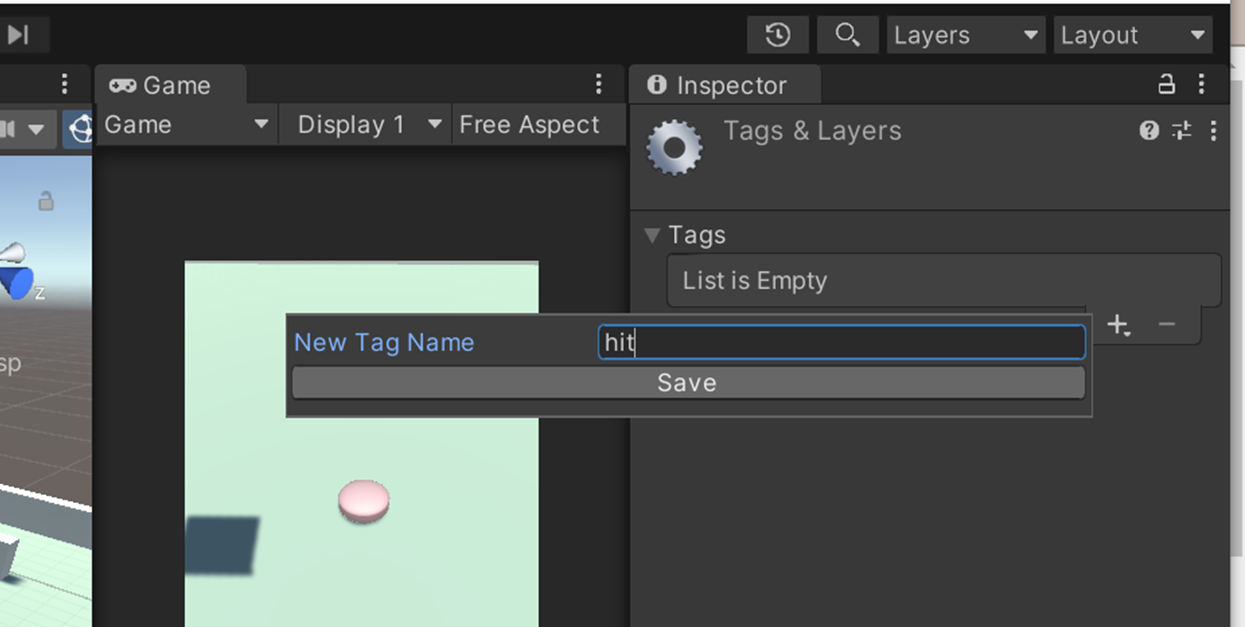 Layers
Layout
Game
Inspector
Game
Display 1
Free Aspect
Tags & Layers
Tags
List is Empty
New Tag Name
hit
Save
z
sp